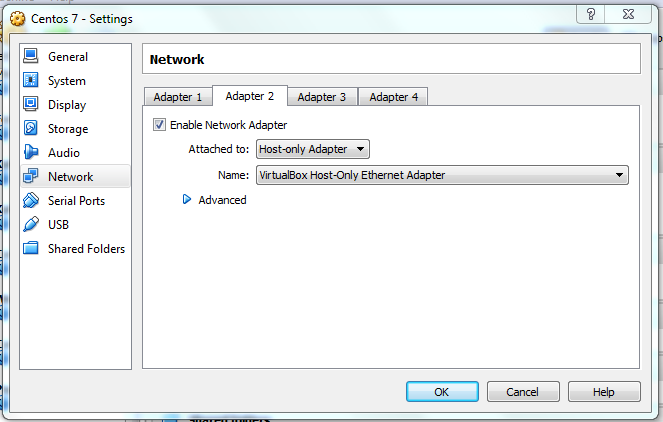 Centos 7 - Settings
General
System
Display
Storage
Audio
Network
Serial Ports
USB
Shared Folders
Network
Adapter 1 Adapter 2 Adapter 3 Adapter 4
Enable Network Adapter
Attached to: Host-only Adapter
Name: VirtualBox Host-Only Ethernet Adapter
Advanced
OK Cancel Help